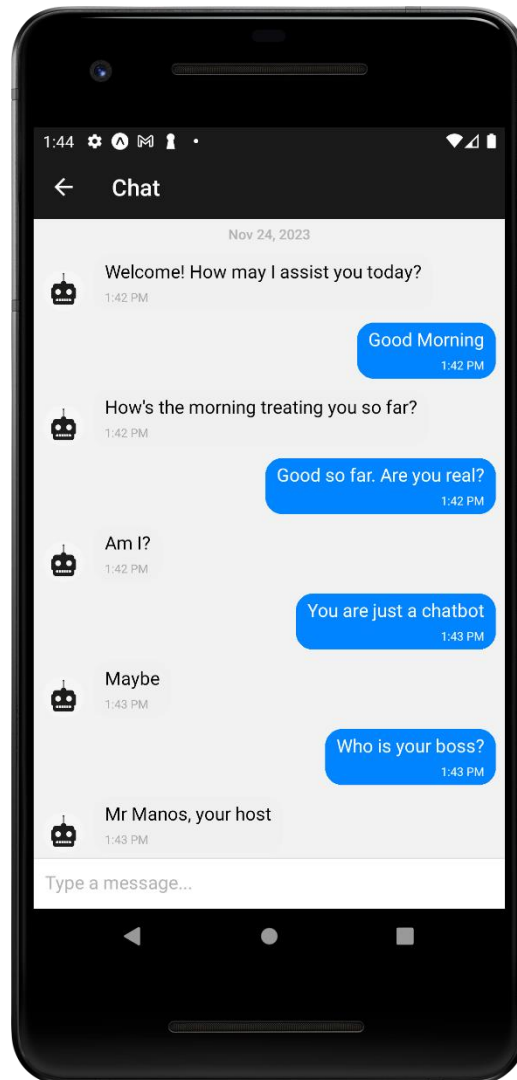 1:44
Chat
Nov 24, 2023
Welcome! How may I assist you today?
1:42 PM
Good Morning
1:42 PM
How's the morning treating you so far?
1:42 PM
Good so far. Are you real?
1:42 PM
Am I?
1:42 PM
You are just a chatbot
1:43 PM
Maybe
1:43 PM
Who is your boss?
1:43 PM
Mr Manos, your host
1:43 PM
Type a message...